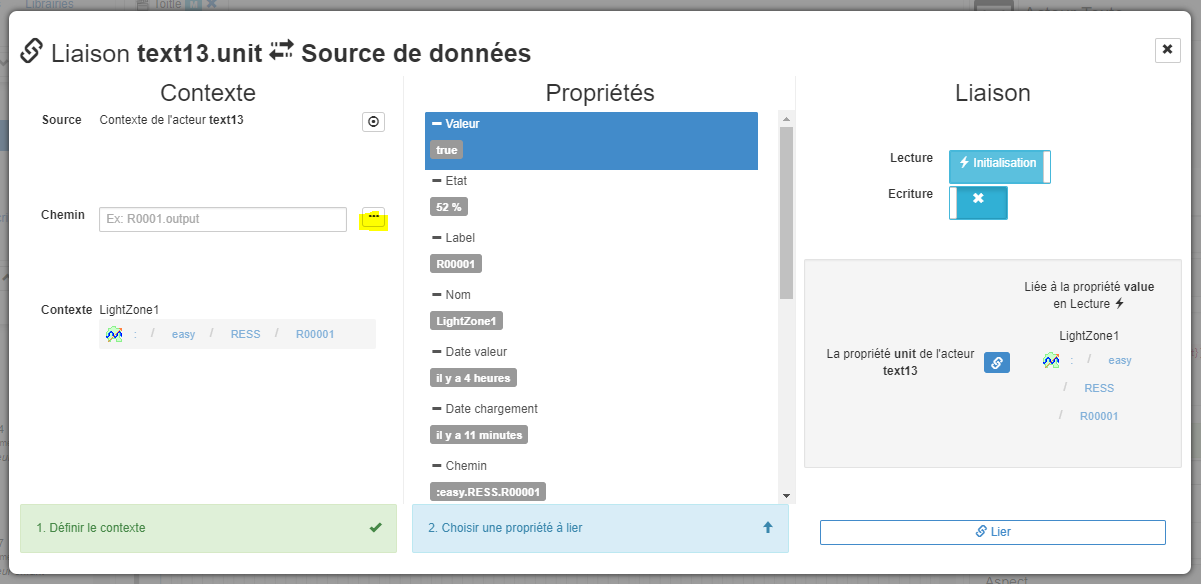 Librairies
Toitle M
Liaison text13.unit Source de données
Contexte
Source Contexte de l'acteur text13
Chemin Ex: R0001.output
Contexte LightZone1
: / easy / RESS / R00001
1. Définir le contexte
Propriétés
Valeur
true
Etat
52 %
Label
R00001
Nom
LightZone1
Date valeur
il y a 4 heures
Date chargement
il y a 11 minutes
Chemin
:easy.RESS.R00001
2. Choisir une propriété à lier
Liaison
Lecture Initialisation
Ecriture
La propriété unit de l'acteur
text13
Liée à la propriété value
en Lecture
LightZone1
: / easy
/ RESS
/ R00001
Lier
Aspect